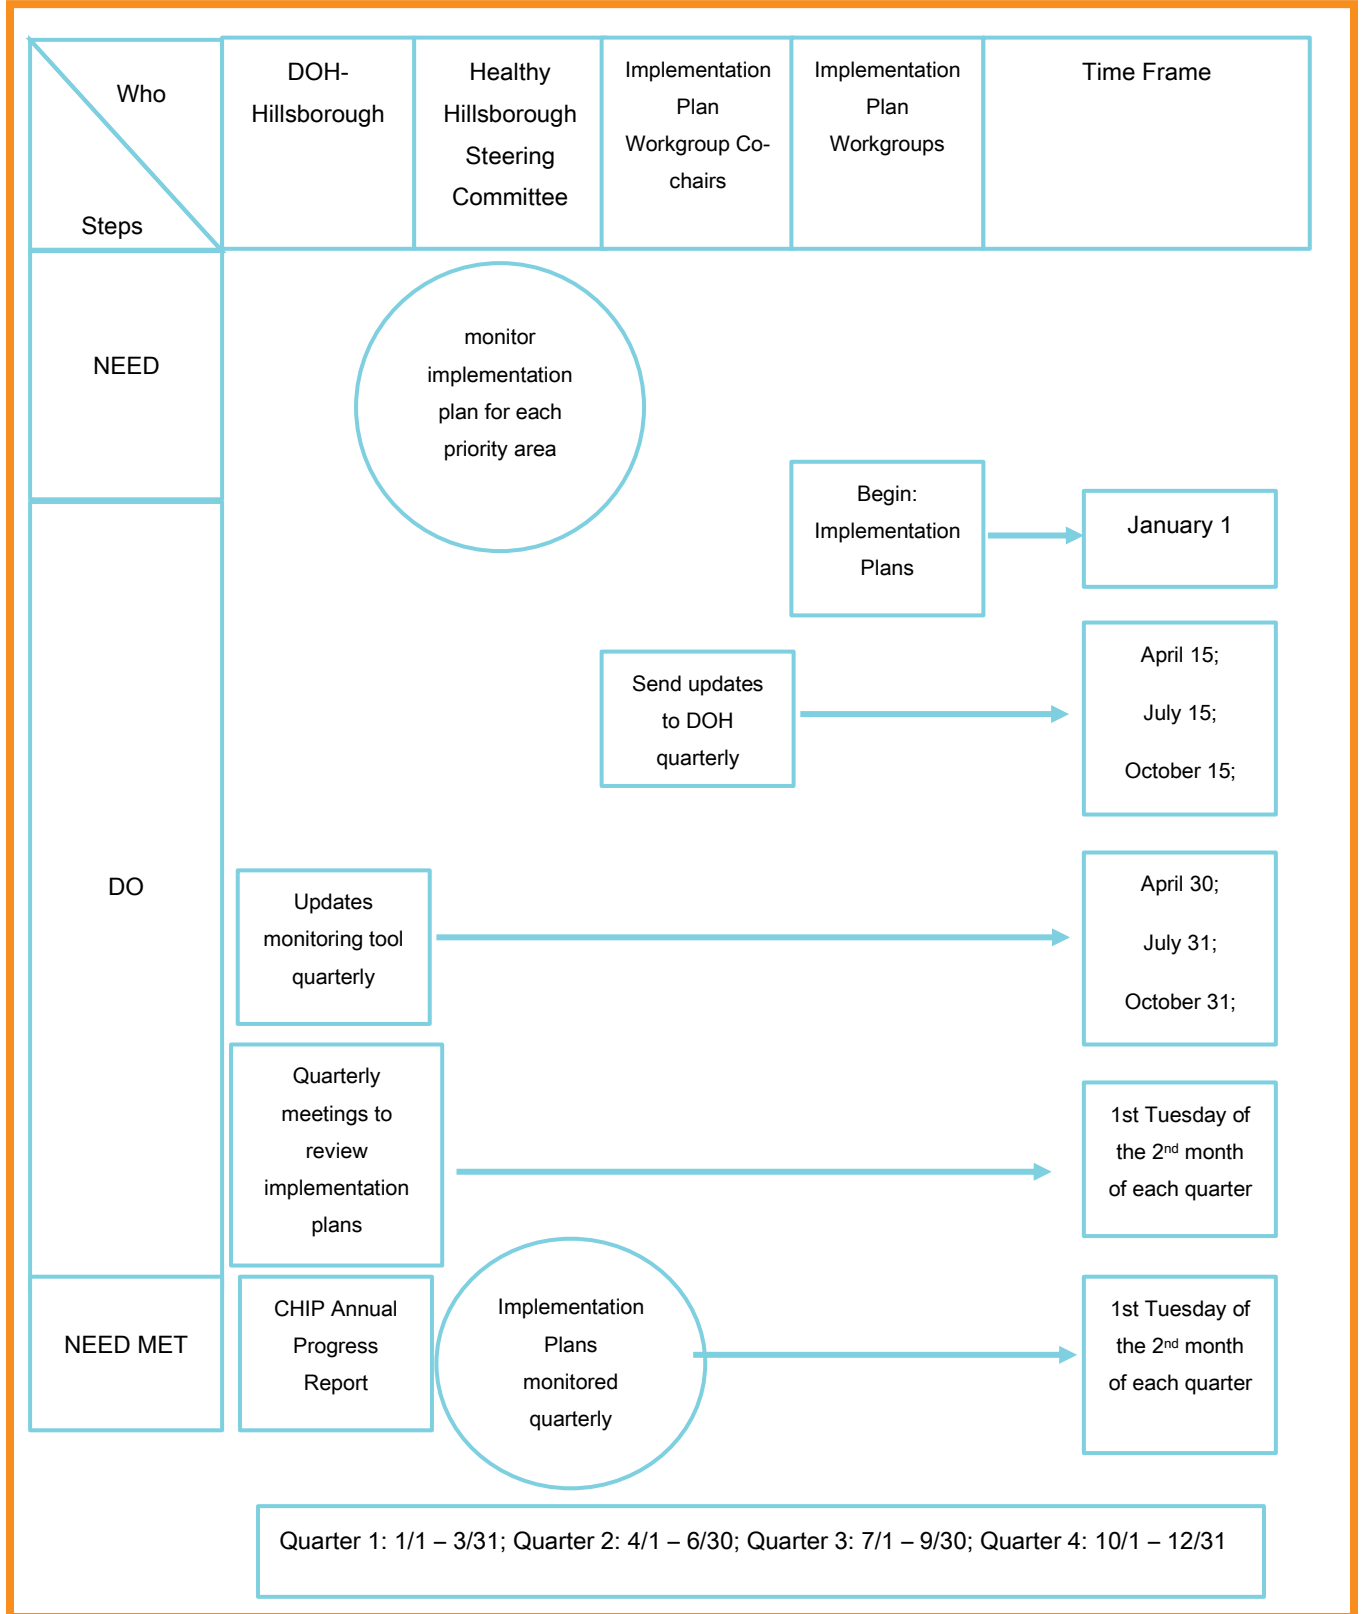 Who
Steps
DOH-
Hillsborough
Healthy
Hillsborough
Steering
Committee
Implementation
Plan
Workgroup Co-
chairs
Implementation
Plan
Workgroups
Time Frame
NEED
monitor
implementation
plan for each
priority area
Begin:
Implementation
Plans
January 1
DO
Send updates
to DOH
quarterly
April 15;
July 15;
October 15;
Updates
monitoring tool
quarterly
April 30;
July 31;
October 31;
Quarterly
meetings to
review
implementation
plans
1st Tuesday of
the 2nd month
of each quarter
NEED MET
CHIP Annual
Progress
Report
Implementation
Plans
monitored
quarterly
1st Tuesday of
the 2nd month
of each quarter
Quarter 1: 1/1 – 3/31; Quarter 2: 4/1 – 6/30; Quarter 3: 7/1 – 9/30; Quarter 4: 10/1 – 12/31